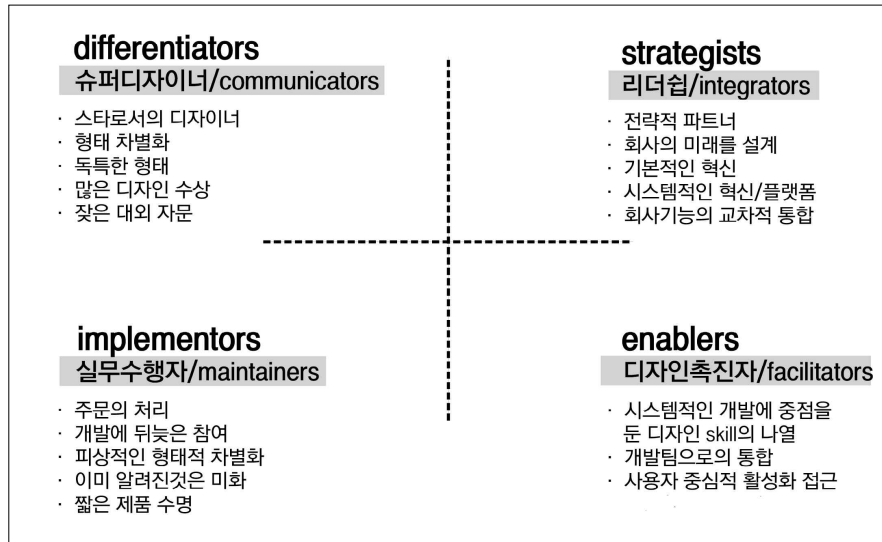 differentiators
슈퍼디자이너/communicators
· 스타로서의 디자이너
· 형태 차별화
· 독특한 형태
· 많은 디자인 수상
· 잦은 대외 자문
strategists
리더쉽/integrators
· 전략적 파트너
· 회사의 미래를 설계
· 기본적인 혁신
· 시스템적인 혁신/플랫폼
· 회사기능의 교차적 통합
implementors
실무수행자/maintainers
· 주문의 처리
· 개발에 뒤늦은 참여
· 피상적인 형태적 차별화
· 이미 알려진것은 미화
· 짧은 제품 수명
enablers
디자인촉진자/facilitators
· 시스템적인 개발에 중점을
둔 디자인 skill의 나열
· 개발팀으로의 통합
· 사용자 중심적 활성화 접근